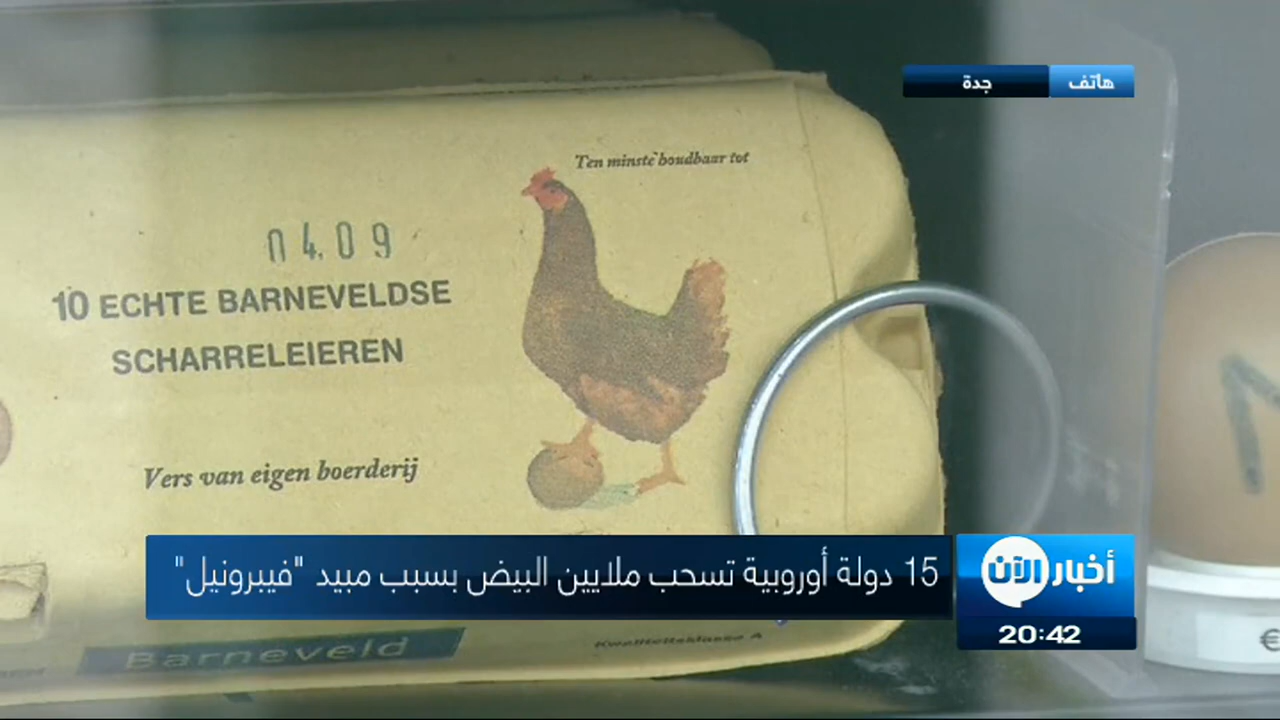 هاتف
جدة
Ten minste houdbaar tot
04.09
10 ECHTE BARNEVELDSE
SCHARRELEIEREN
Vers van eigen boerderij
15 دولة أوروبية تسحب ملايين البيض بسبب مبيد "فيبرونيل"
أخبار الآن
20:42
Barneveld
Kwaliteitsklasse A
€